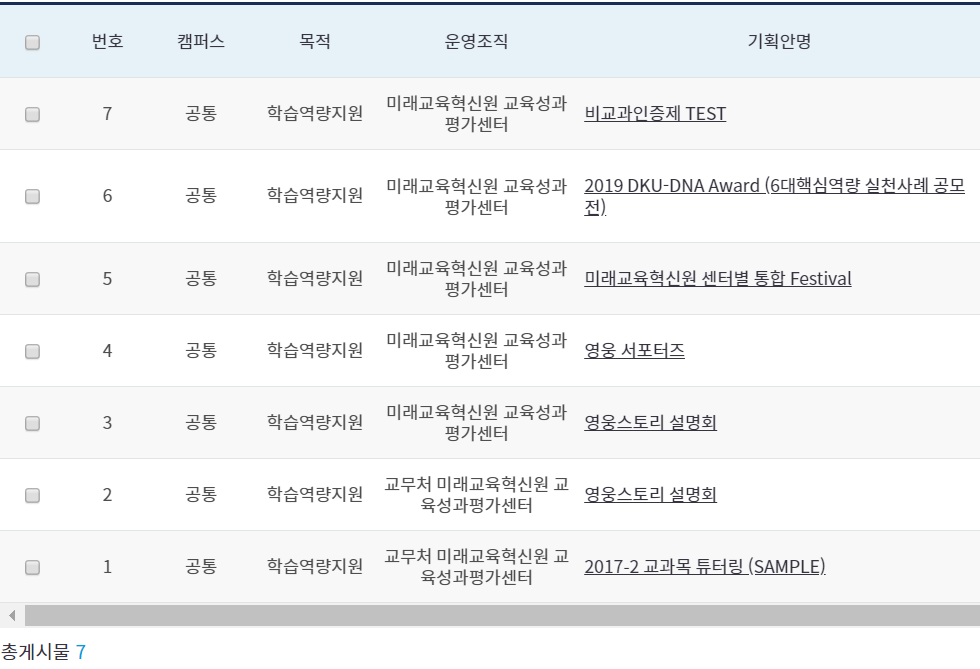 번호 캠퍼스 목적 운영조직 기획안명
7 공통 학습역량지원 미래교육혁신원 교육성과
평가센터 비교과인증제 TEST
6 공통 학습역량지원 미래교육혁신원 교육성과
평가센터 2019 DKU-DNA Award (6대핵심역량 실천사례 공모
전)
5 공통 학습역량지원 미래교육혁신원 교육성과
평가센터 미래교육혁신원 센터별 통합 Festival
4 공통 학습역량지원 미래교육혁신원 교육성과
평가센터 영웅 서포터즈
3 공통 학습역량지원 미래교육혁신원 교육성과
평가센터 영웅스토리 설명회
2 공통 학습역량지원 교무처 미래교육혁신원 교
육성과평가센터 영웅스토리 설명회
1 공통 학습역량지원 교무처 미래교육혁신원 교
육성과평가센터 2017-2 교과목 튜터링 (SAMPLE)
총게시물 7